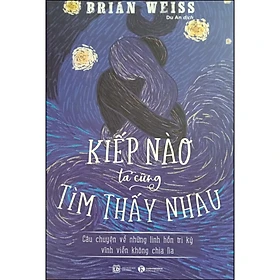 BRIAN WEISS
Du An dịch
KIẾP NÀO
ta cũng
TÌM THẤY NHAU
Câu chuyện về những linh hồn tri kỷ
vĩnh viễn không chia lìa